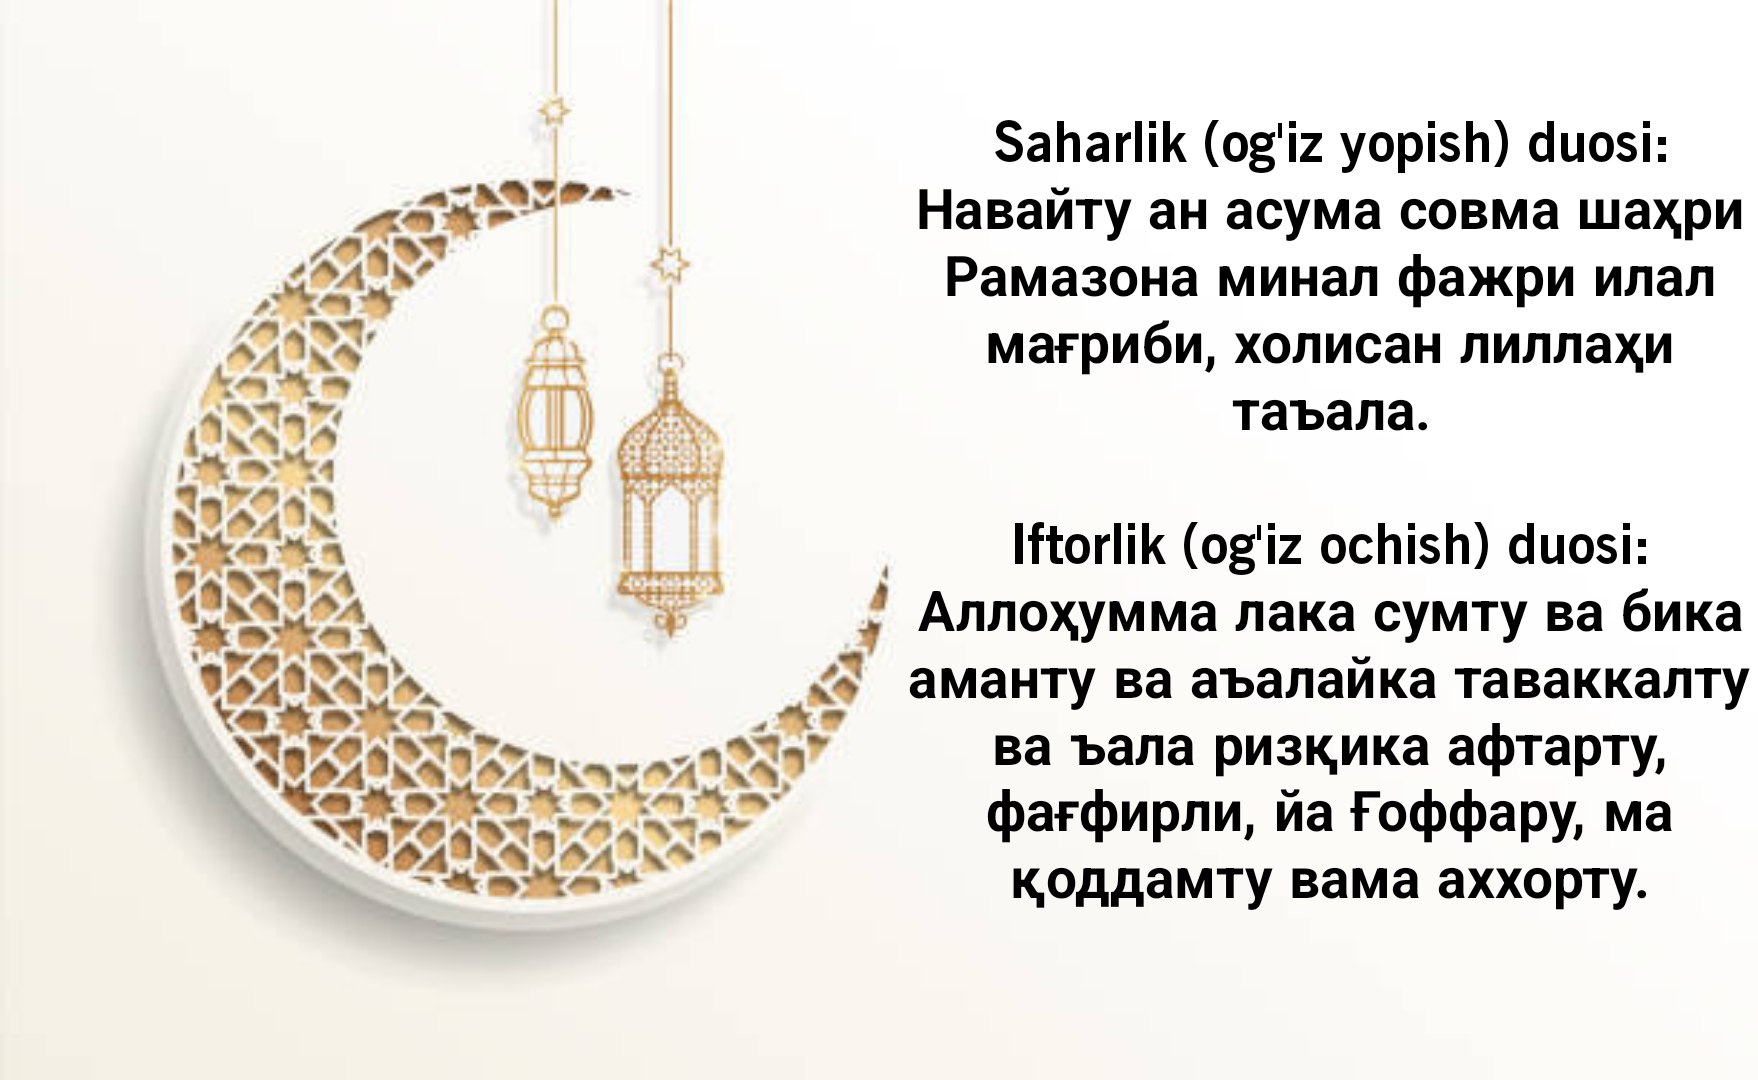 Saharlik (og'iz yopish) duosi:
Навайту ан асума совма шаҳри
Рамазона минал фажри илал
мағриби, холисан лиллаҳи
таъала.
Iftorlik (og'iz ochish) duosi:
Аллоҳумма лака сумту ва бика
аманту ва аъалайка таваккалту
ва ъала ризқика афтарту,
фағфирли, йа Ғоффару, ма
қоддамту вама аххорту.